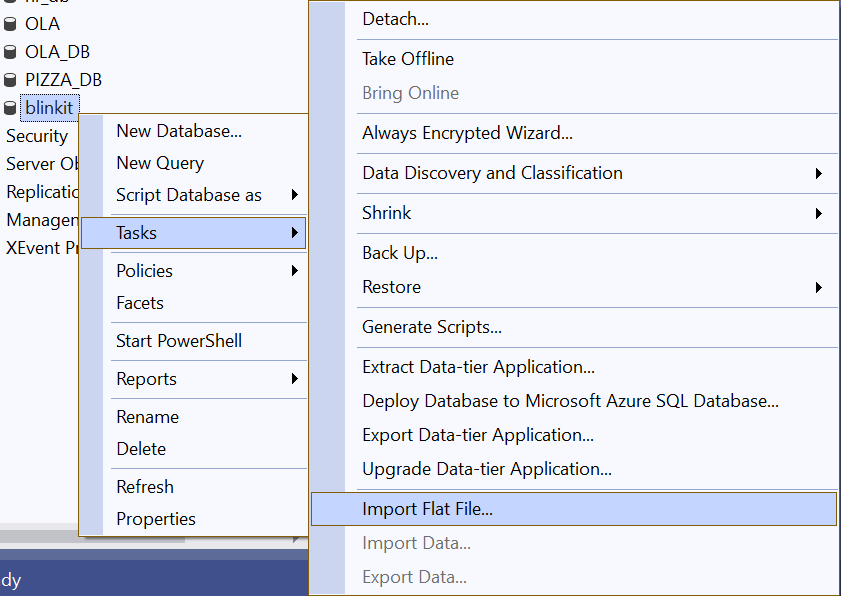 OLA
OLA_DB
PIZZA_DB
blinkit
Security
Server Ob
Replicatio
Managem
XEvent Pr
New Database...
New Query
Script Database as
Tasks
Policies
Facets
Start PowerShell
Reports
Rename
Delete
Refresh
Properties
Detach...
Take Offline
Bring Online
Always Encrypted Wizard...
Data Discovery and Classification
Shrink
Back Up...
Restore
Generate Scripts...
Extract Data-tier Application...
Deploy Database to Microsoft Azure SQL Database...
Export Data-tier Application...
Upgrade Data-tier Application...
Import Flat File...
Import Data...
Export Data...
dy